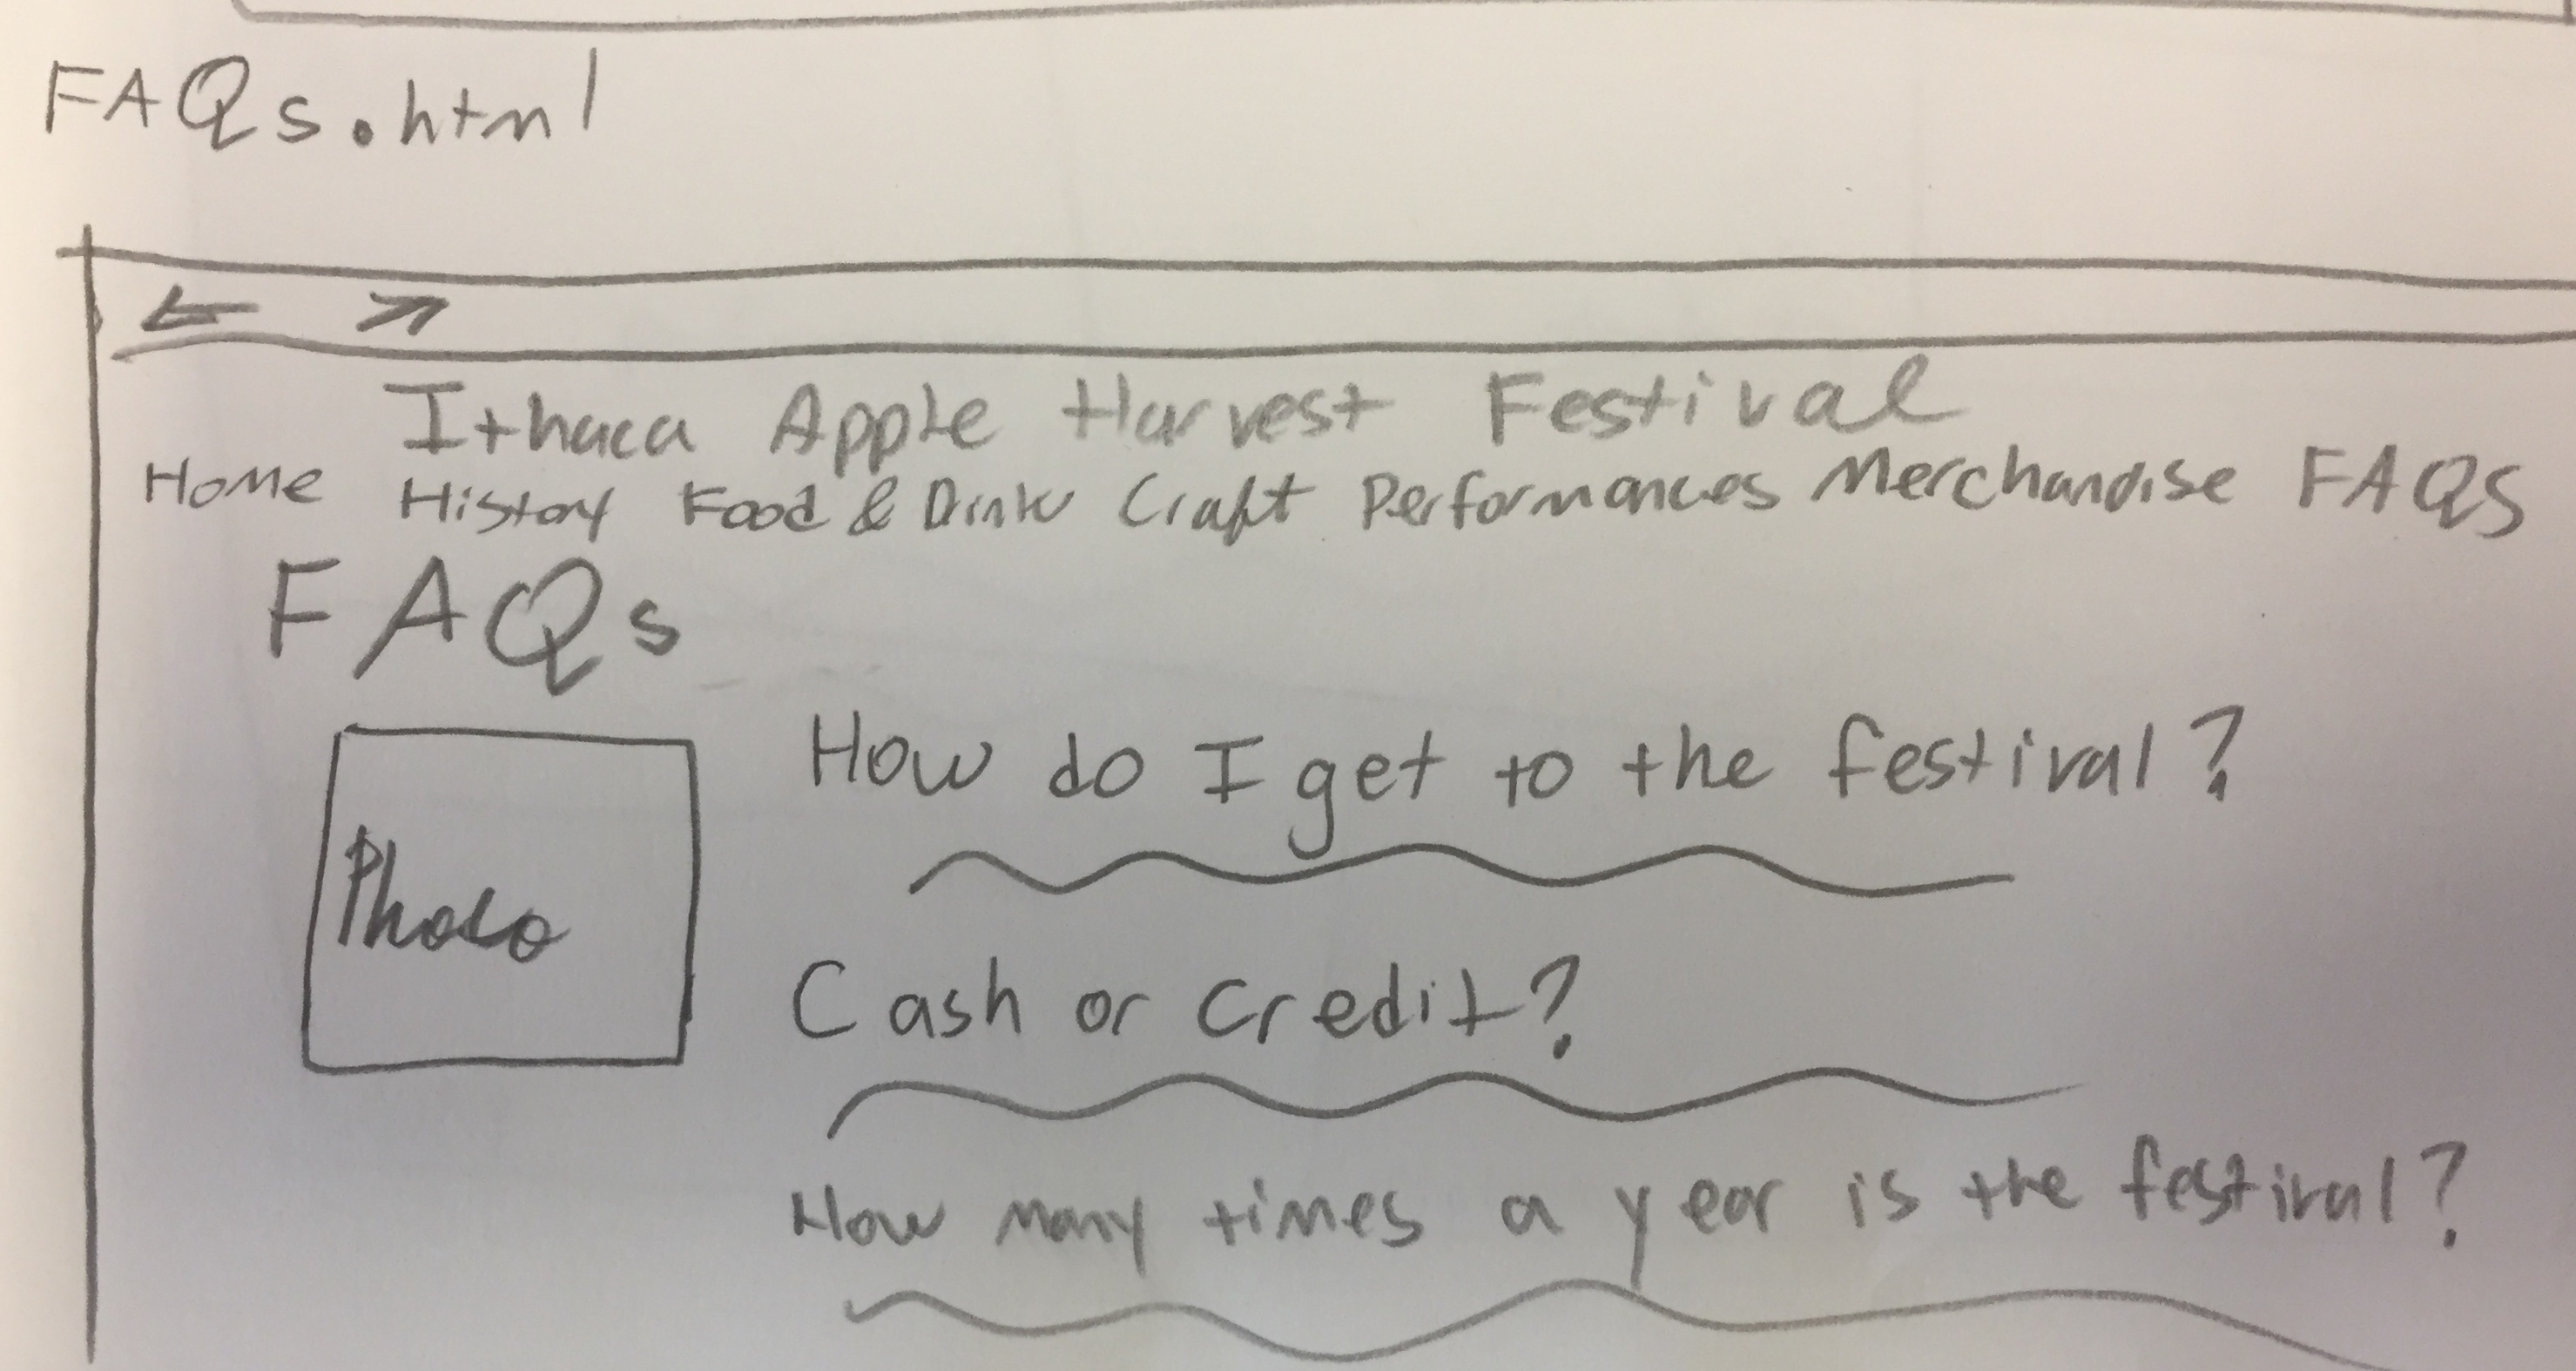 FAQs.html
Ithaca Apple Harvest Festival
Home History Food & Drink Craft Performances Merchandise FAQS
FAQs
Photo
How do I get to the festival?
Cash or credit?
How many times a year is the festival?